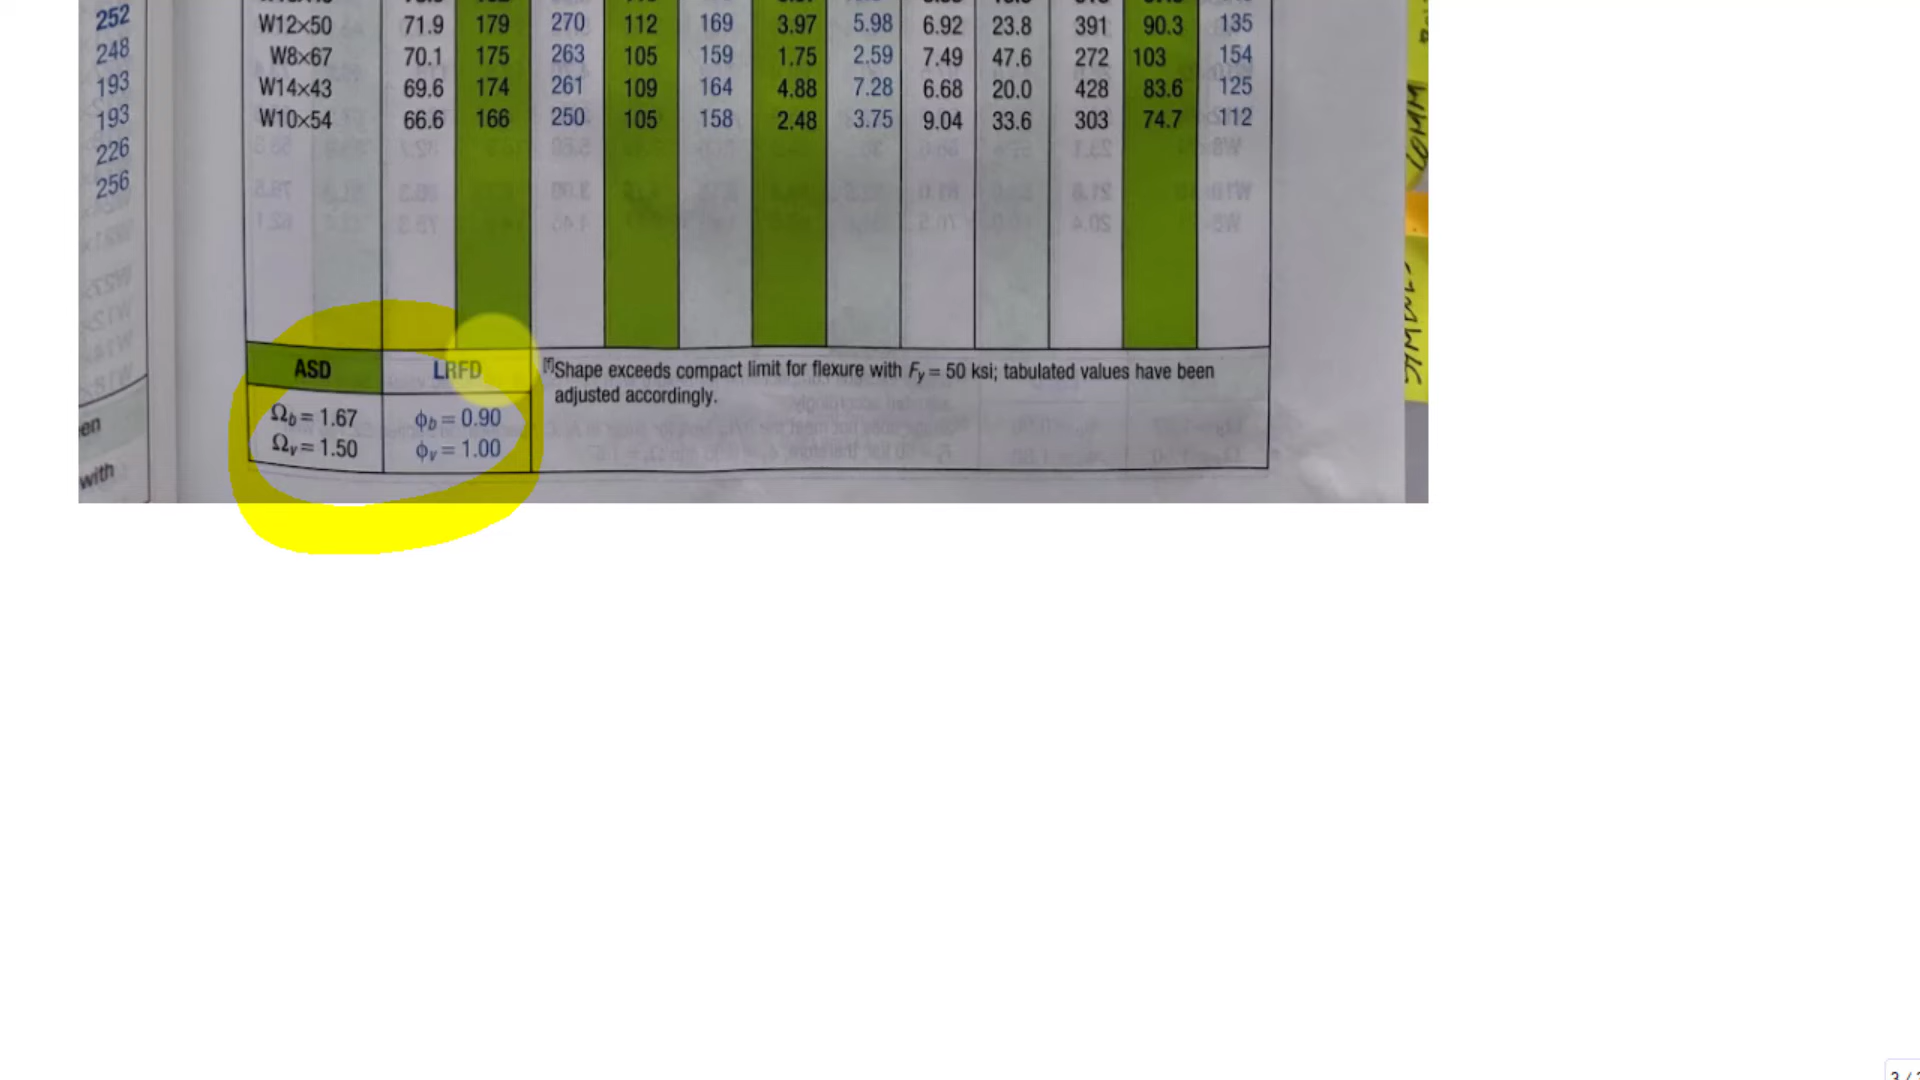 252
248
193
193
226
256
en
with
W12×50 71.9 179 270 112 169 3.97 5.98 6.92 23.8 391 90.3 135
W8×67 70.1 175 263 105 159 1.75 2.59 7.49 47.6 272 103 154
W14×43 69.6 174 261 109 164 4.88 7.28 6.68 20.0 428 83.6 125
W10×54 66.6 166 250 105 158 2.48 3.75 9.04 33.6 303 74.7 112
ASD LRFD
Ωb = 1.67 ϕb = 0.90
Ωv = 1.50 ϕv = 1.00
[f]Shape exceeds compact limit for flexure with Fy = 50 ksi; tabulated values have been
adjusted accordingly.
COMM